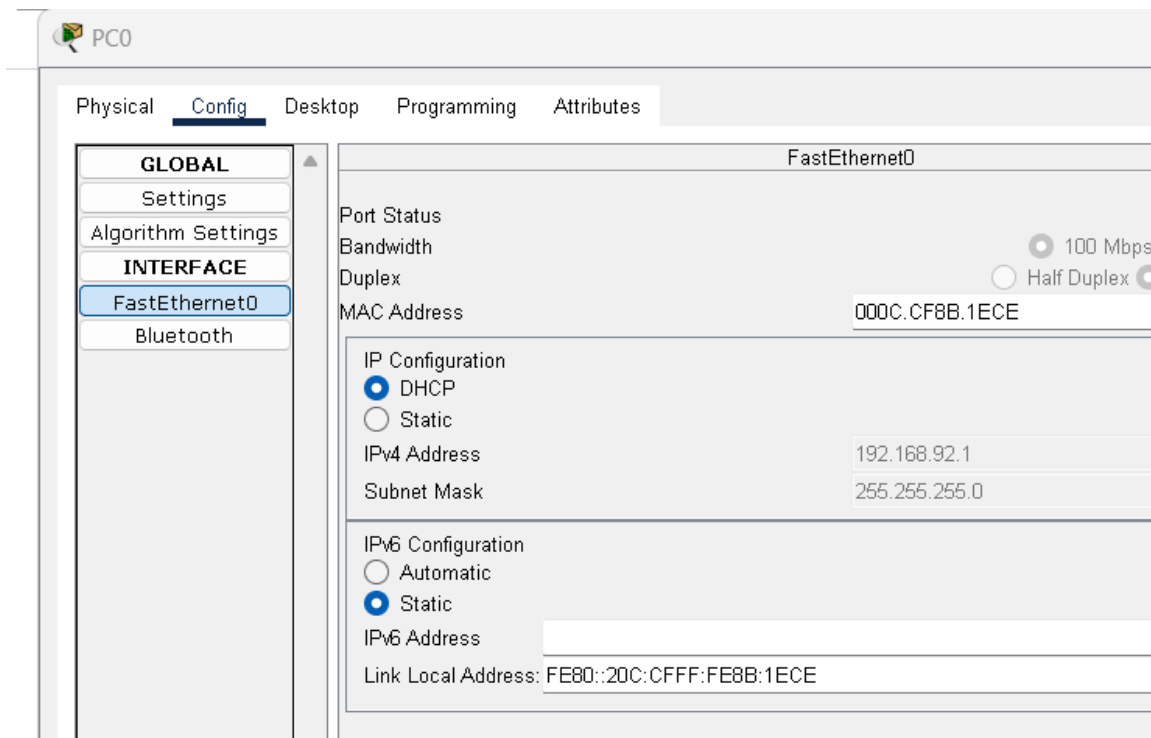 PC0
Physical Config Desktop Programming Attributes
GLOBAL
Settings
Algorithm Settings
INTERFACE
FastEthernet0
Bluetooth
FastEthernet0
Port Status
Bandwidth 100 Mbps
Duplex Half Duplex
MAC Address 000C.CF8B.1ECE
IP Configuration
DHCP
Static
IPv4 Address 192.168.92.1
Subnet Mask 255.255.255.0
IPv6 Configuration
Automatic
Static
IPv6 Address
Link Local Address: FE80::20C:CFFF:FE8B:1ECE